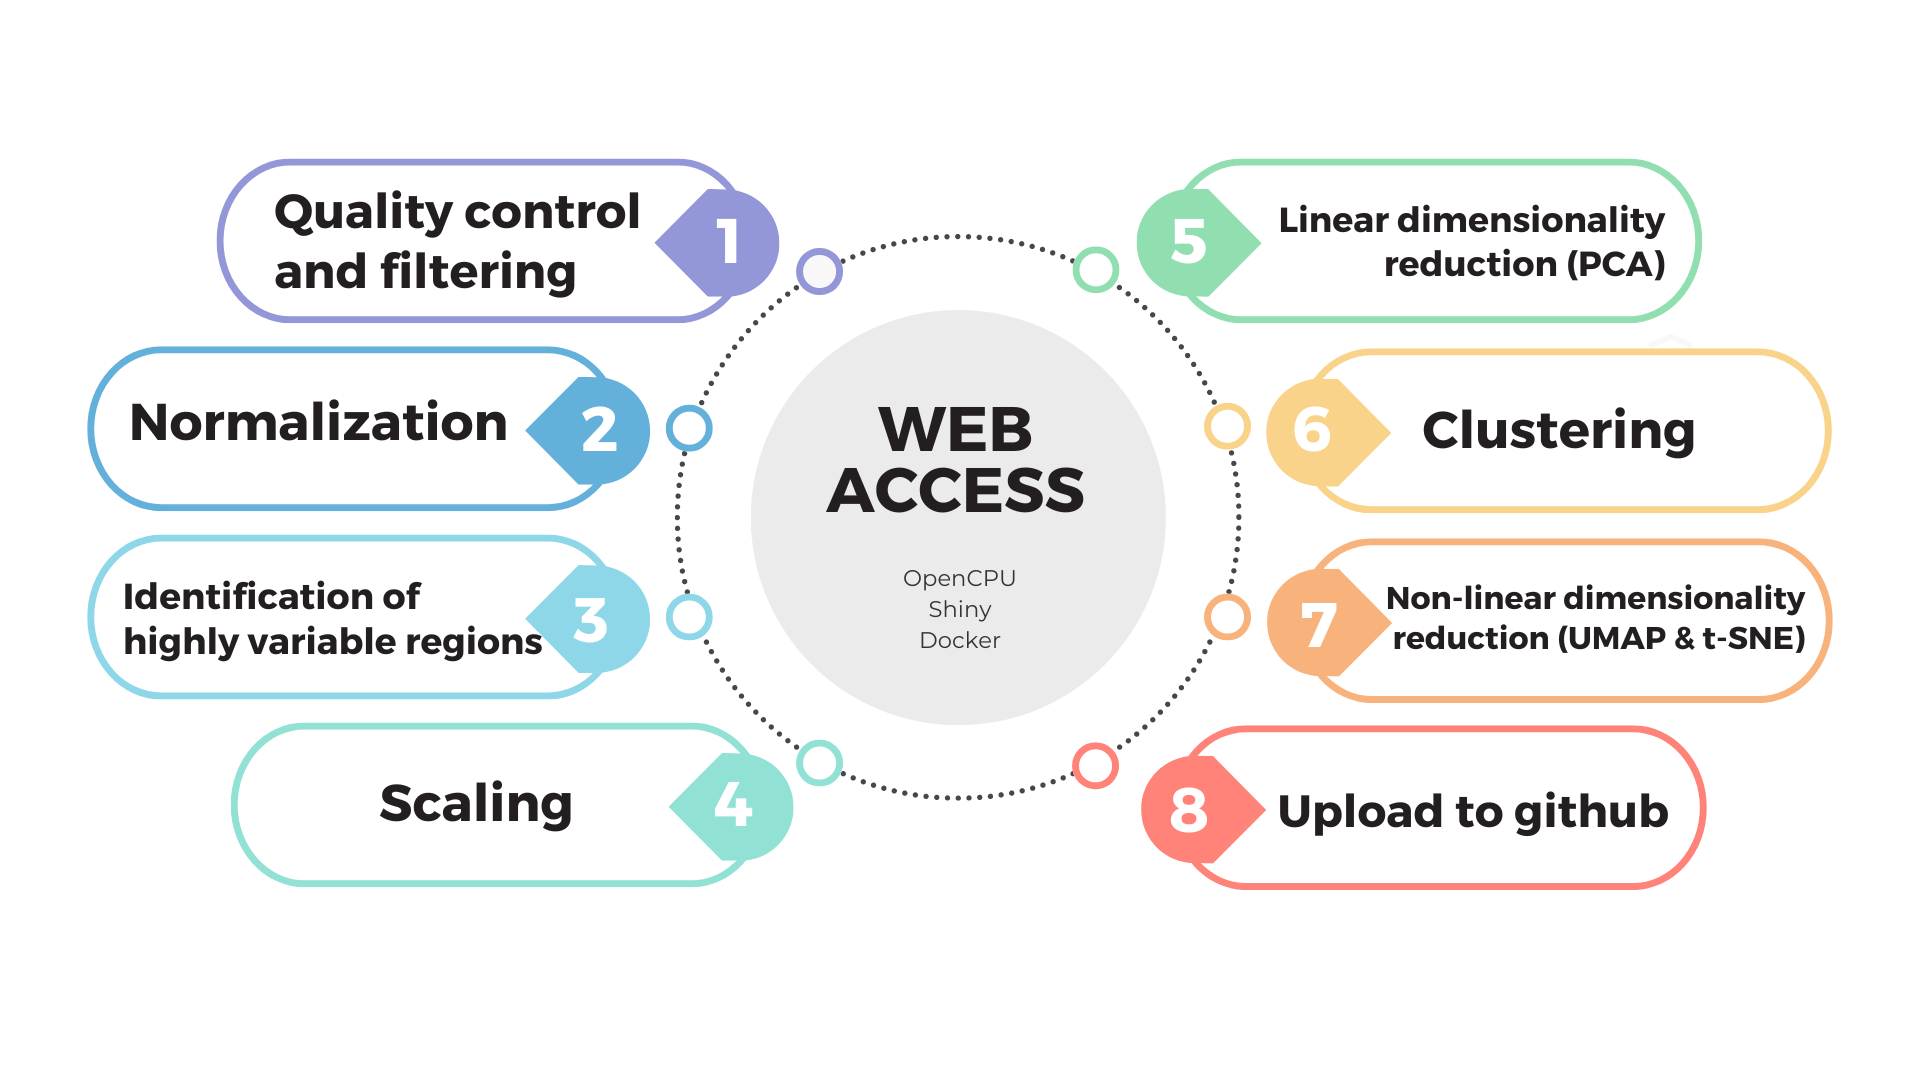 Quality control
and filtering
1
Normalization
2
Identification of
highly variable regions
3
Scaling
4
WEB
ACCESS
OpenCPU
Shiny
Docker
5
Linear dimensionality
reduction (PCA)
6
Clustering
7
Non-linear dimensionality
reduction (UMAP & t-SNE)
8
Upload to github